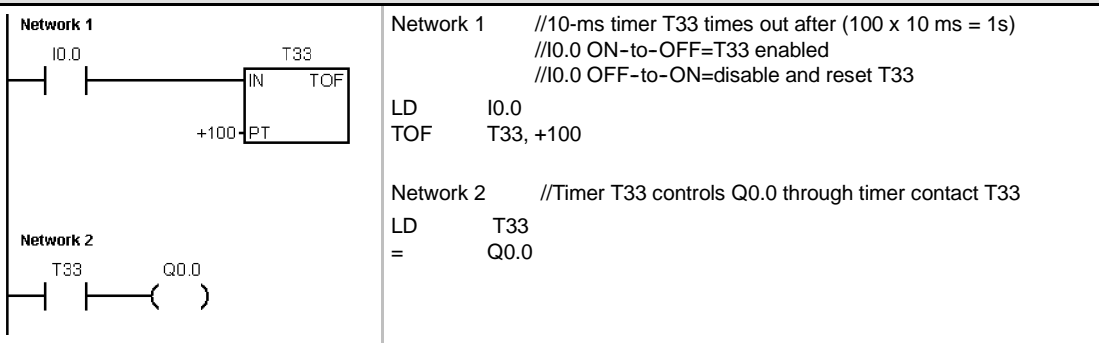 Network 1
I0.0
T33
IN TOF
+100 PT
Network 2
T33 Q0.0
Network 1 //10-ms timer T33 times out after (100 x 10 ms = 1s)
//I0.0 ON-to-OFF=T33 enabled
//I0.0 OFF-to-ON=disable and reset T33
LD I0.0
TOF T33, +100
Network 2 //Timer T33 controls Q0.0 through timer contact T33
LD T33
= Q0.0